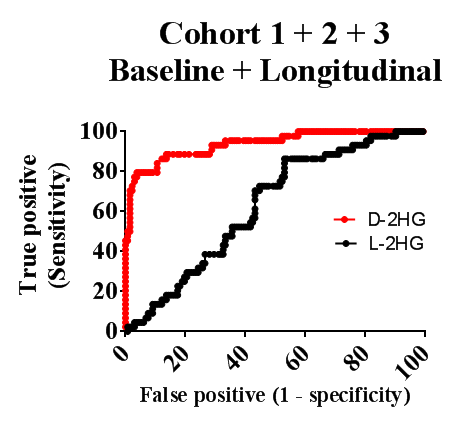 Cohort 1 + 2 + 3
Baseline + Longitudinal
True positive
(Sensitivity)
100
80
60
40
20
0
D-2HG
L-2HG
0
20
40
60
80
100
False positive (1 - specificity)